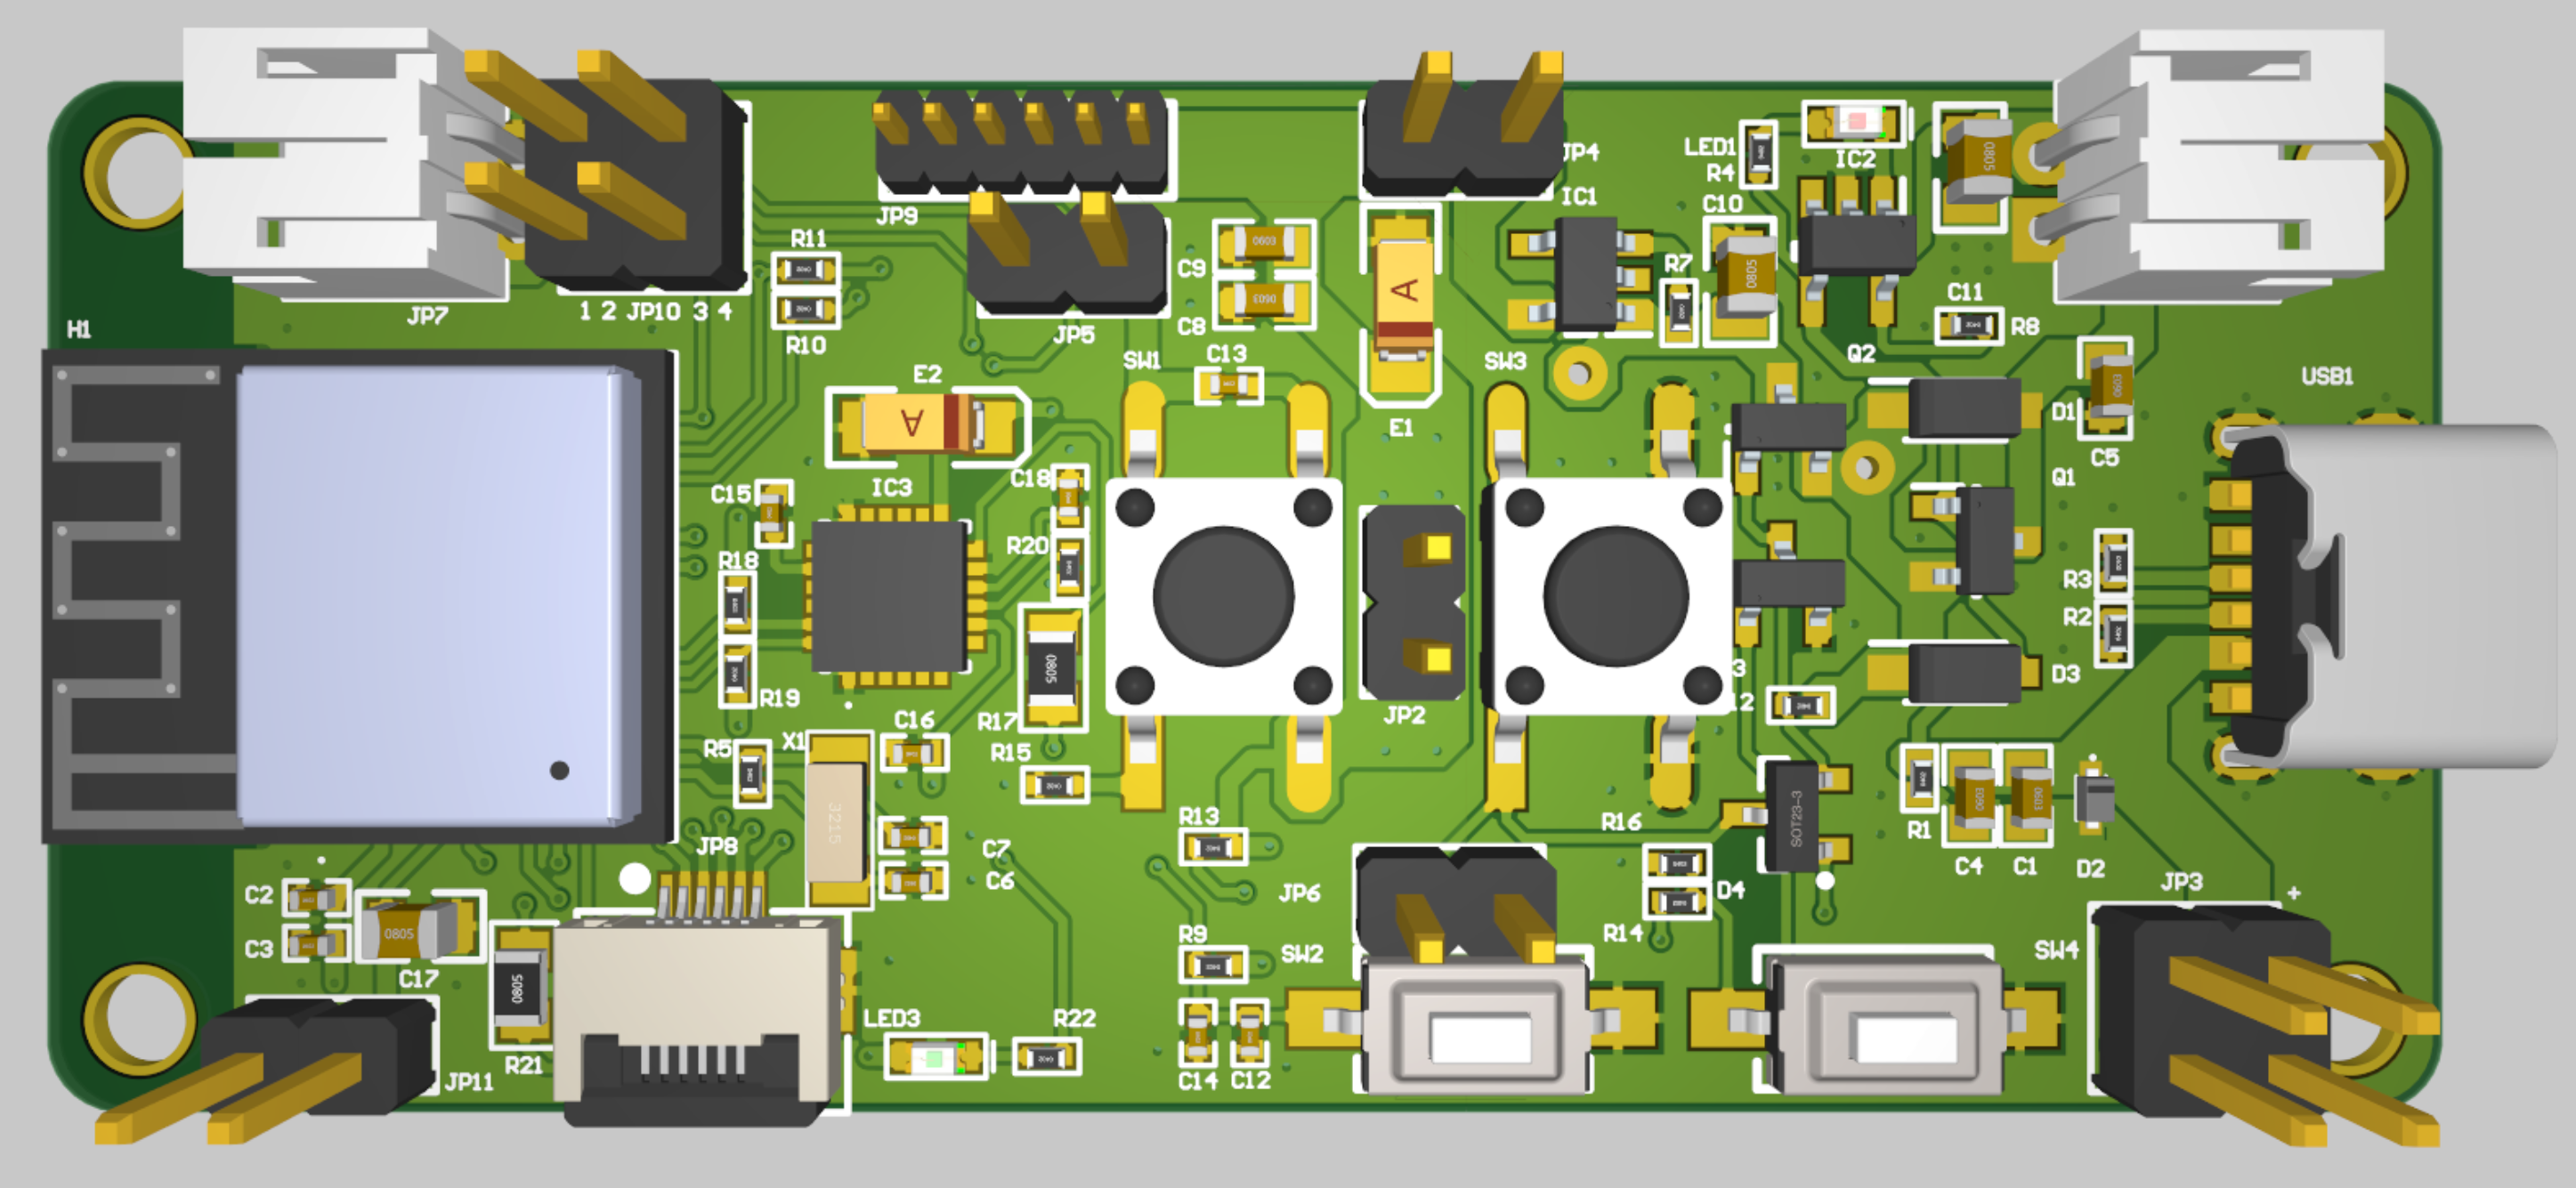 LED1
JP4
IC2
R4
JP9
IC1
C10
R11
C9
R7
C11
1 2 JP10 3 4
JP7
C8
R8
H1
JP5
R10
Q2
C13
SW1
SW3
E2
USB1
A
0805
0805
0603
0603
A
D1
E1
0603
C5
C18
IC3
Q1
C15
R20
R18
R3
R2
0805
3
D3
R19
12
JP2
C16
R17
X1
R5
R15
3215
R13
R16
SOT23-3
R1
JP8
C7
C4
C1
D2
C6
JP3
C2
JP6
D4
+
0805
R9
R14
C3
SW2
SW4
C17
0805
LED3
R22
R21
JP11
C14
C12